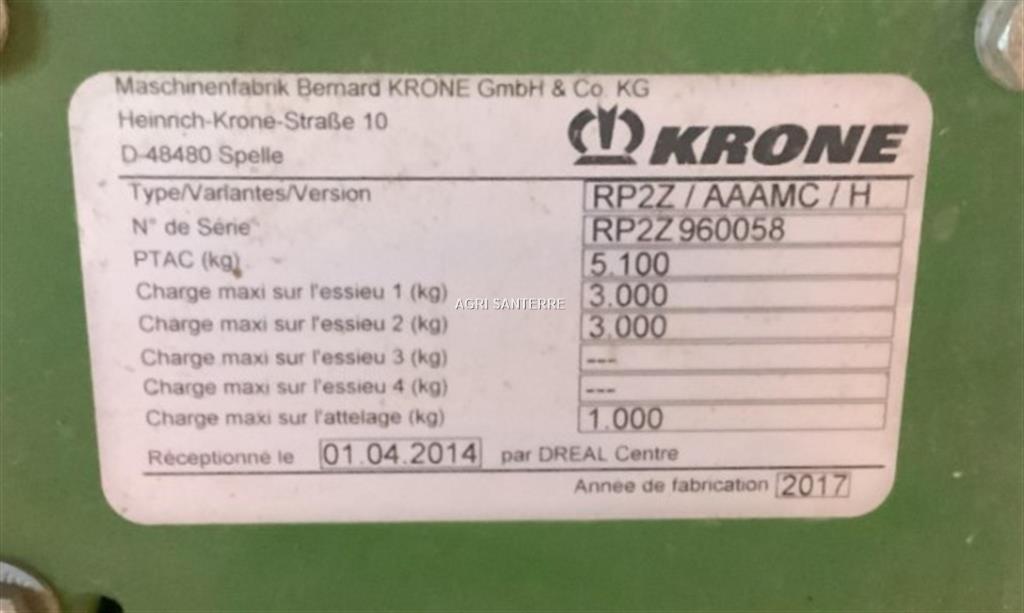 Maschinenfabrik Bernard KRONE GmbH & Co. KG
Heinrich-Krone-Straße 10
D-48480 Spelle
KRONE
Type/Variantes/Version RP2Z / AAAMC / H
N° de Série RP2Z960058
PTAC (kg) 5.100
Charge maxi sur l'essieu 1 (kg) 3.000
AGRI SANTERRE
Charge maxi sur l'essieu 2 (kg) 3.000
Charge maxi sur l'essieu 3 (kg) ---
Charge maxi sur l'essieu 4 (kg) ---
Charge maxi sur l'attelage (kg) 1.000
Réceptionné le 01.04.2014 par DREAL Centre
Année de fabrication 2017